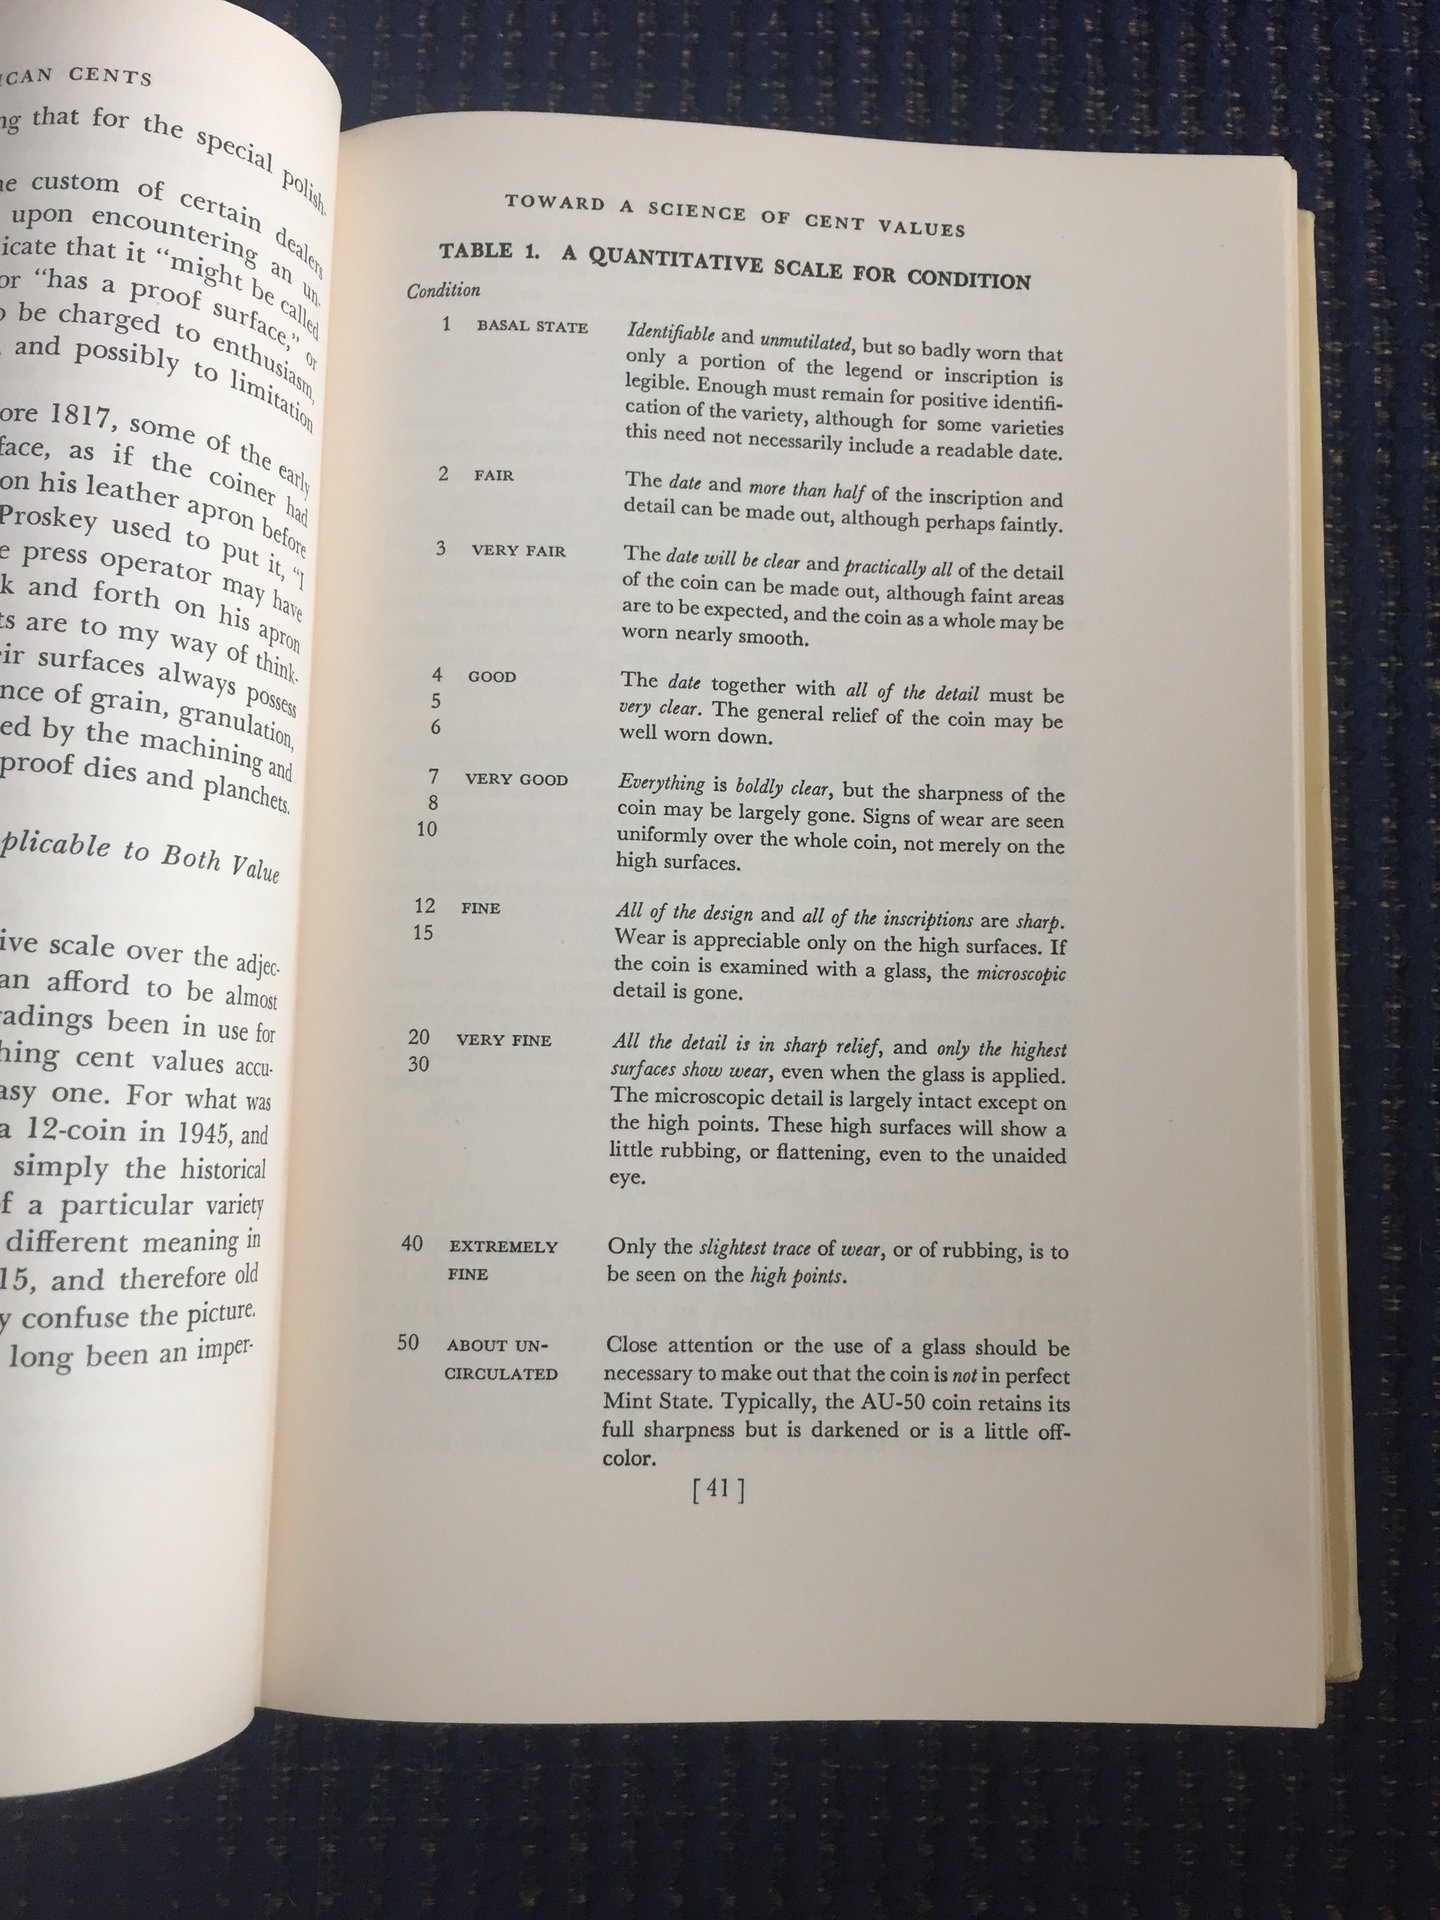 ICAN CENTS
that for the special polish.
custom of certain dealers
upon encountering an un-
icate that it “might be called
or “has a proof surface,” or
be charged to enthusiasm,
and possibly to limitation
ore 1817, some of the early
face, as if the coiner had
on his leather apron before
Proskey used to put it, “I
press operator may have
k and forth on his apron
ts are to my way of think-
eir surfaces always possess
nce of grain, granulation,
ed by the machining and
proof dies and planchets.
plicable to Both Value
ive scale over the adjec-
an afford to be almost
radings been in use for
hing cent values accu-
asy one. For what was
a 12-coin in 1945, and
simply the historical
f a particular variety
different meaning in
15, and therefore old
y confuse the picture.
long been an imper-
TOWARD A SCIENCE OF CENT VALUES
TABLE 1. A QUANTITATIVE SCALE FOR CONDITION
Condition
1 BASAL STATE Identifiable and unmutilated, but so badly worn that
only a portion of the legend or inscription is
legible. Enough must remain for positive identifi-
cation of the variety, although for some varieties
this need not necessarily include a readable date.
2 FAIR The date and more than half of the inscription and
detail can be made out, although perhaps faintly.
3 VERY FAIR The date will be clear and practically all of the detail
of the coin can be made out, although faint areas
are to be expected, and the coin as a whole may be
worn nearly smooth.
4 GOOD The date together with all of the detail must be
5 very clear. The general relief of the coin may be
6 well worn down.
7 VERY GOOD Everything is boldly clear, but the sharpness of the
8 coin may be largely gone. Signs of wear are seen
10 uniformly over the whole coin, not merely on the
high surfaces.
12 FINE All of the design and all of the inscriptions are sharp.
15 Wear is appreciable only on the high surfaces. If
the coin is examined with a glass, the microscopic
detail is gone.
20 VERY FINE All the detail is in sharp relief, and only the highest
30 surfaces show wear, even when the glass is applied.
The microscopic detail is largely intact except on
the high points. These high surfaces will show a
little rubbing, or flattening, even to the unaided
eye.
40 EXTREMELY Only the slightest trace of wear, or of rubbing, is to
FINE be seen on the high points.
50 ABOUT UN- Close attention or the use of a glass should be
CIRCULATED necessary to make out that the coin is not in perfect
Mint State. Typically, the AU-50 coin retains its
full sharpness but is darkened or is a little off-
color.
[ 41 ]